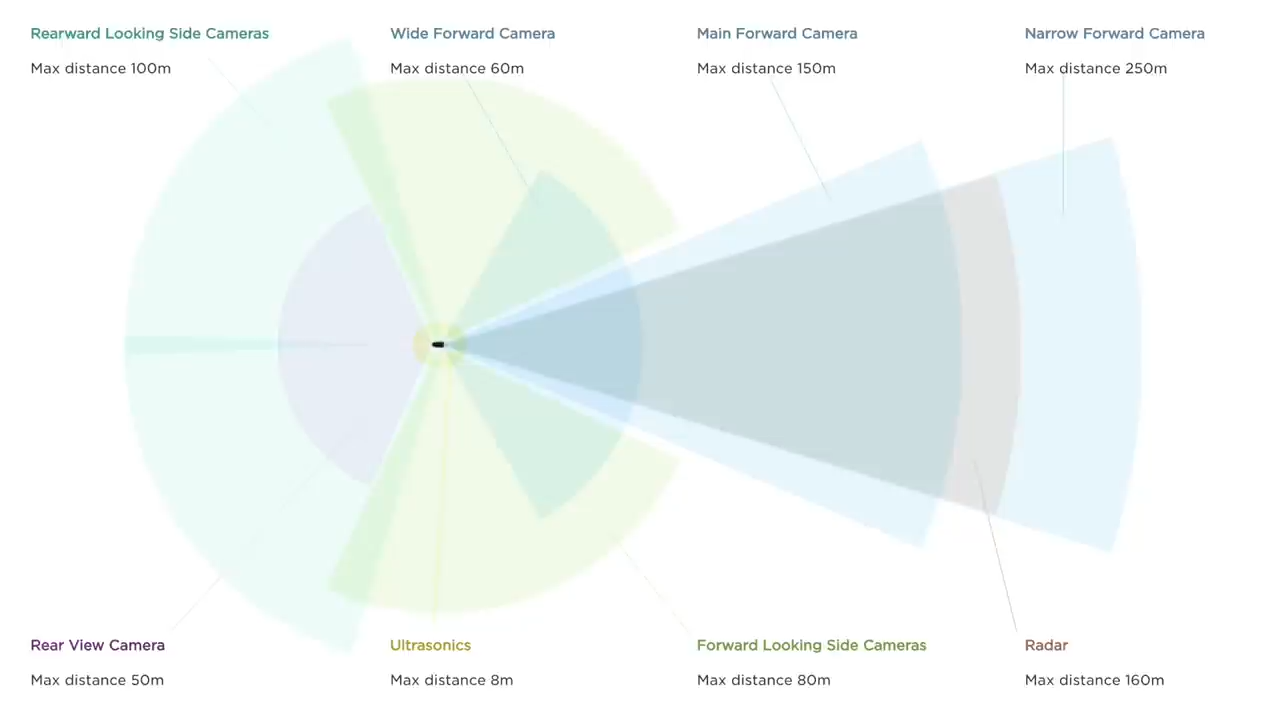 Rearward Looking Side Cameras
Max distance 100m
Wide Forward Camera
Max distance 60m
Main Forward Camera
Max distance 150m
Narrow Forward Camera
Max distance 250m
Rear View Camera
Max distance 50m
Ultrasonics
Max distance 8m
Forward Looking Side Cameras
Max distance 80m
Radar
Max distance 160m